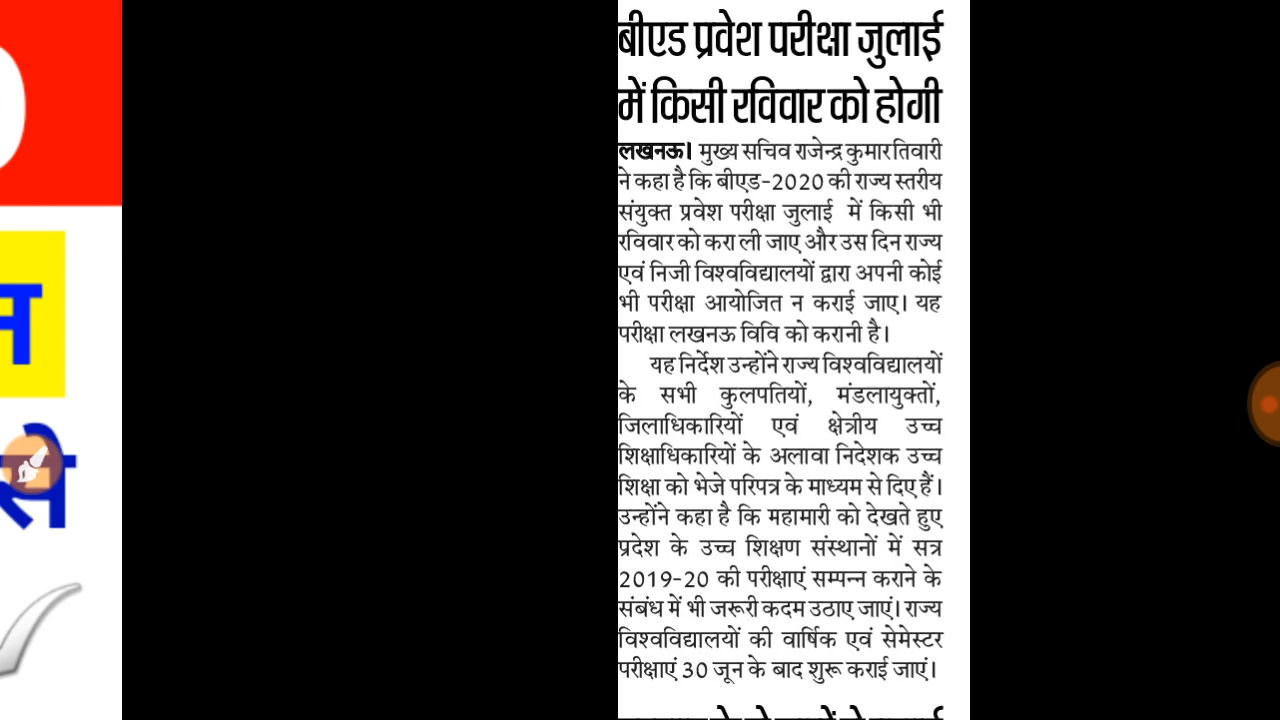 बीएड प्रवेश परीक्षा जुलाई
में किसी रविवार को होगी
लखनऊ। मुख्य सचिव राजेन्द्र कुमार तिवारी
ने कहा है कि बीएड-2020 की राज्य स्तरीय
संयुक्त प्रवेश परीक्षा जुलाई में किसी भी
रविवार को करा ली जाए और उस दिन राज्य
एवं निजी विश्वविद्यालयों द्वारा अपनी कोई
भी परीक्षा आयोजित न कराई जाए। यह
परीक्षा लखनऊ विवि को करानी है।
यह निर्देश उन्होंने राज्य विश्वविद्यालयों
के सभी कुलपतियों, मंडलायुक्तों,
जिलाधिकारियों एवं क्षेत्रीय उच्च
शिक्षाधिकारियों के अलावा निदेशक उच्च
शिक्षा को भेजे परिपत्र के माध्यम से दिए हैं।
उन्होंने कहा है कि महामारी को देखते हुए
प्रदेश के उच्च शिक्षण संस्थानों में सत्र
2019-20 की परीक्षाएं सम्पन्न कराने के
संबंध में भी जरूरी कदम उठाए जाएं। राज्य
विश्वविद्यालयों की वार्षिक एवं सेमेस्टर
परीक्षाएं 30 जून के बाद शुरू कराई जाएं।
से